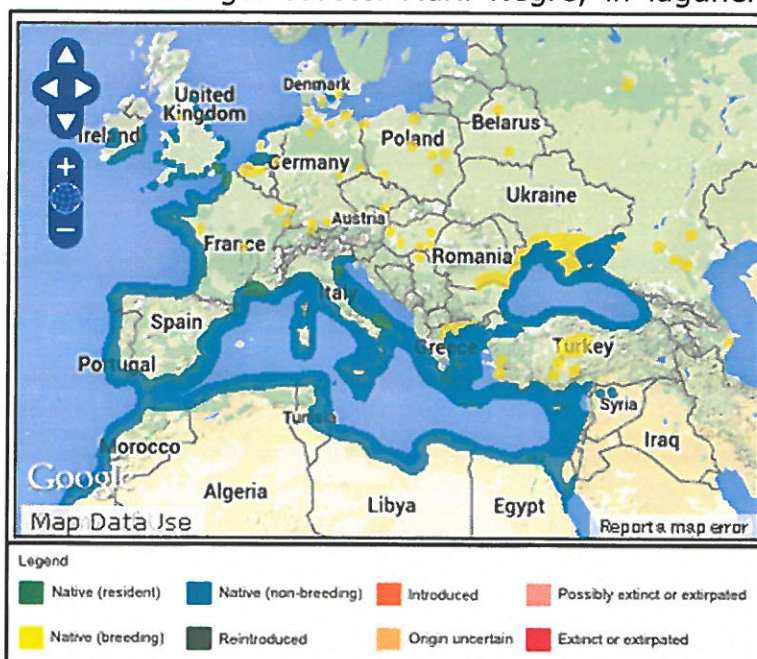 Negre, în
Denmark
United
Kingdom
Ireland
Belarus
Poland
Germany
Ukraine
Austria
France
Romania
Italy
Spain
Greece
Turkey
Portugal
Tunisia
Syria
Morocco
Iraq
Google
Algeria
Libya
Egypt
Map Data Use
Report a map error
Legend
Native (resident)
Native (non-breeding)
Introduced
Possibly extinct or extirpated
Native (breeding)
Reintroduced
Origin uncertain
Extinct or extirpated